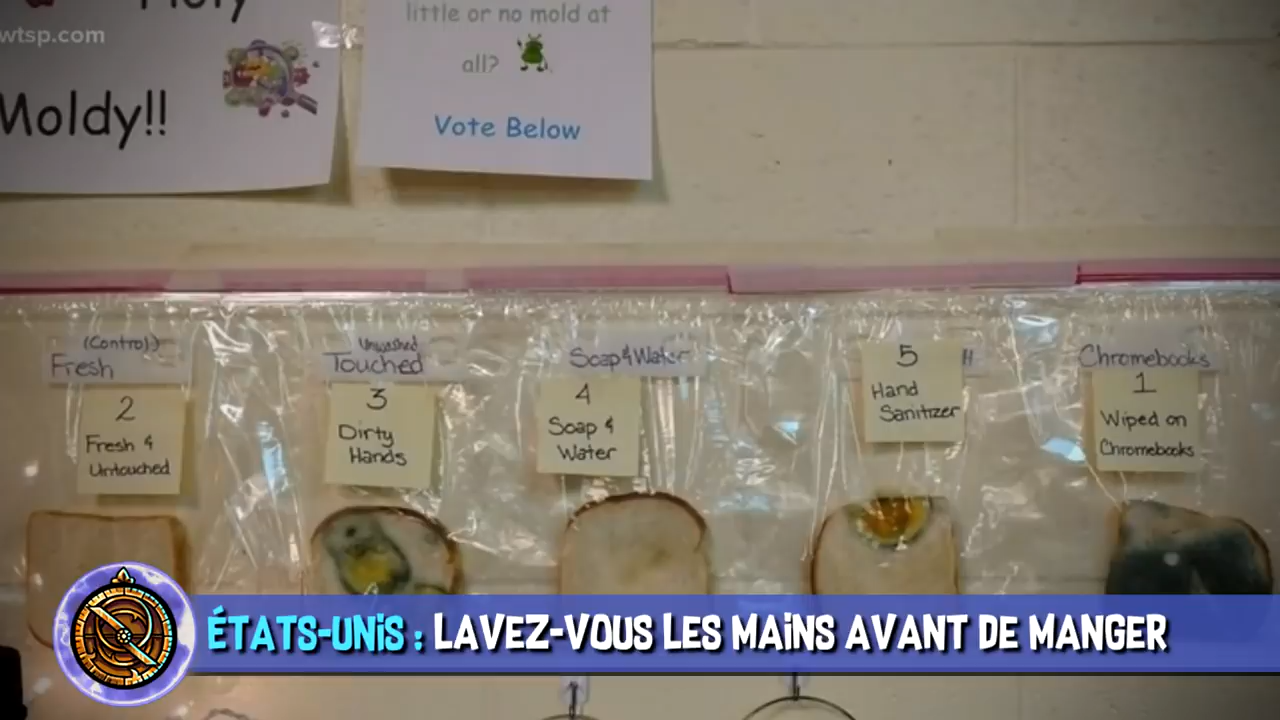 Moldy!!
wtsp.com
little or no mold at
all?
Vote Below
(Control)
Fresh
2
Fresh &
Untouched
Unwashed
Touched
3
Dirty
Hands
Soap & Water
4
Soap &
Water
5
Hand
Sanitizer
Chromebooks
1
Wiped on
Chromebooks
ÉTATS-UNIS : LAVEZ-VOUS LES MAINS AVANT DE MANGER